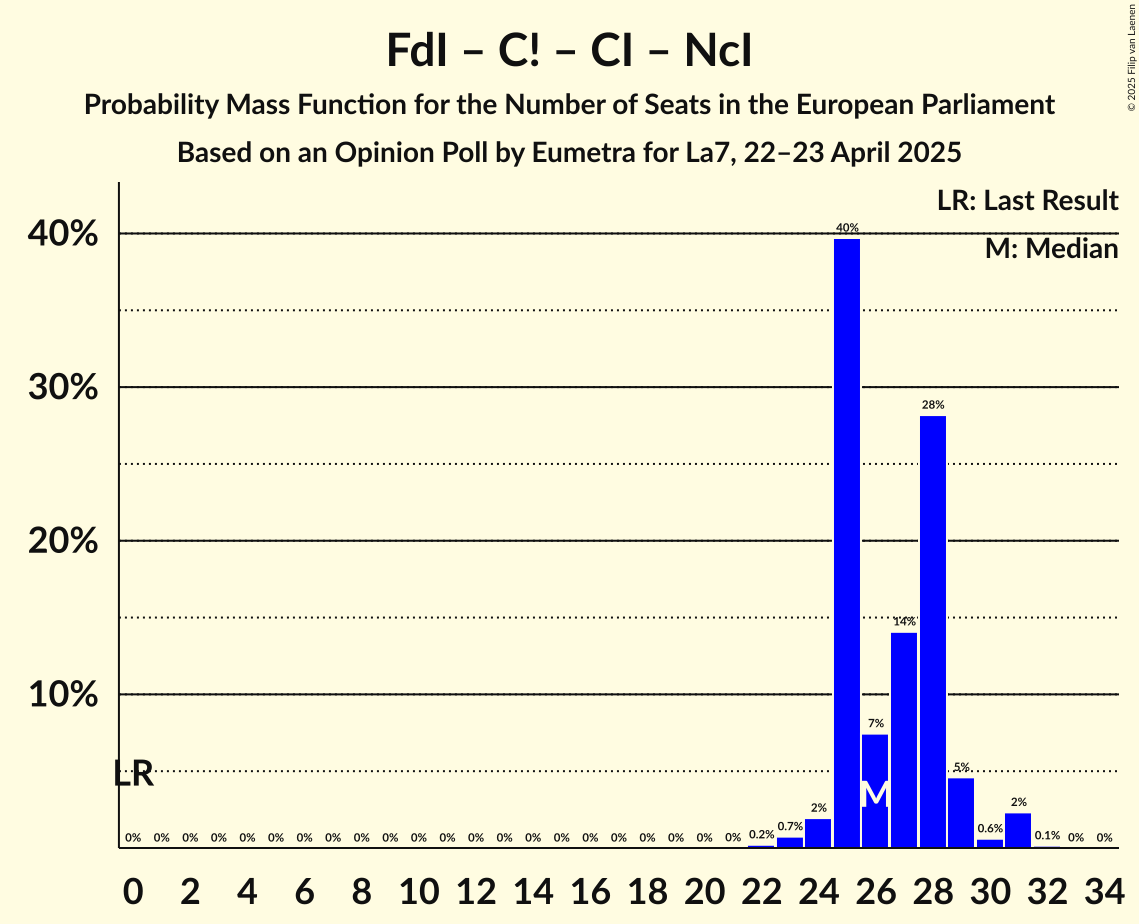 FdI – C! – CI – NcI
Probability Mass Function for the Number of Seats in the European Parliament
Based on an Opinion Poll by Eumetra for La7, 22–23 April 2025
© 2025 Filip van Laenen
LR: Last Result
M: Median
40%
30%
20%
10%
LR
M
0% 0% 0% 0% 0% 0% 0% 0% 0% 0% 0% 0% 0% 0% 0% 0% 0% 0% 0% 0% 0% 0% 0.2% 0.7% 2% 40% 7% 14% 28% 5% 0.6% 2% 0.1% 0% 0%
0 2 4 6 8 10 12 14 16 18 20 22 24 26 28 30 32 34